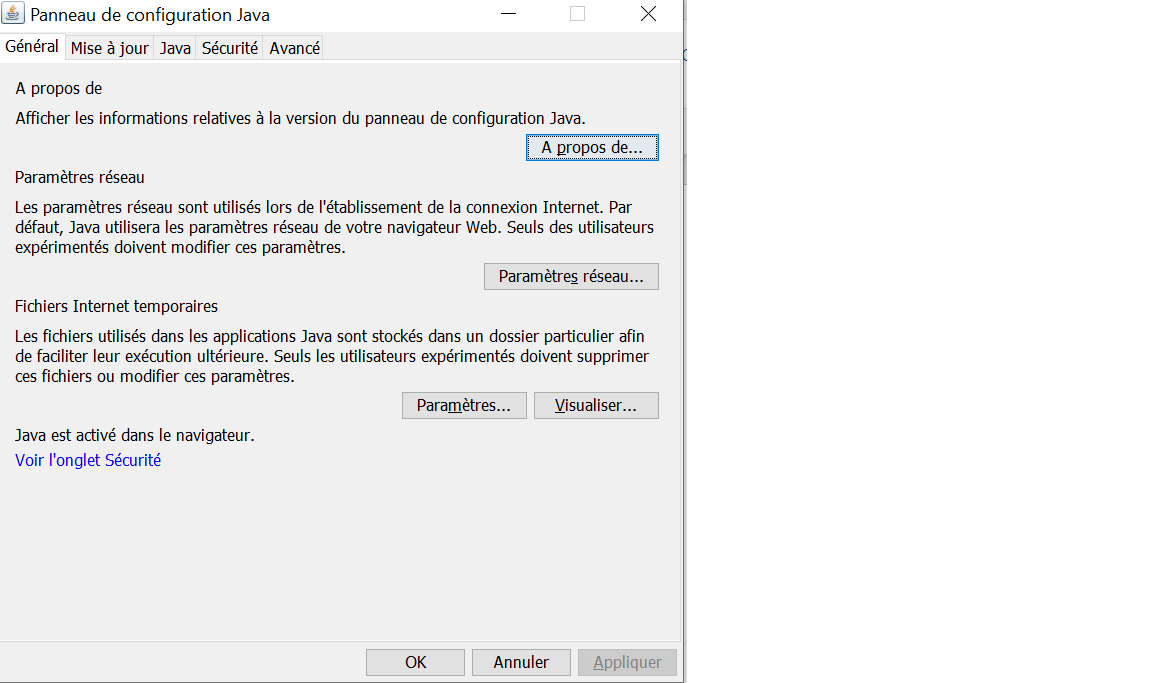 Panneau de configuration Java
Général Mise à jour Java Sécurité Avancé
A propos de
Afficher les informations relatives à la version du panneau de configuration Java.
A propos de...
Paramètres réseau
Les paramètres réseau sont utilisés lors de l'établissement de la connexion Internet. Par
défaut, Java utilisera les paramètres réseau de votre navigateur Web. Seuls des utilisateurs
expérimentés doivent modifier ces paramètres.
Paramètres réseau...
Fichiers Internet temporaires
Les fichiers utilisés dans les applications Java sont stockés dans un dossier particulier afin
de faciliter leur exécution ultérieure. Seuls les utilisateurs expérimentés doivent supprimer
ces fichiers ou modifier ces paramètres.
Paramètres... Visualiser...
Java est activé dans le navigateur.
Voir l'onglet Sécurité
OK Annuler Appliquer